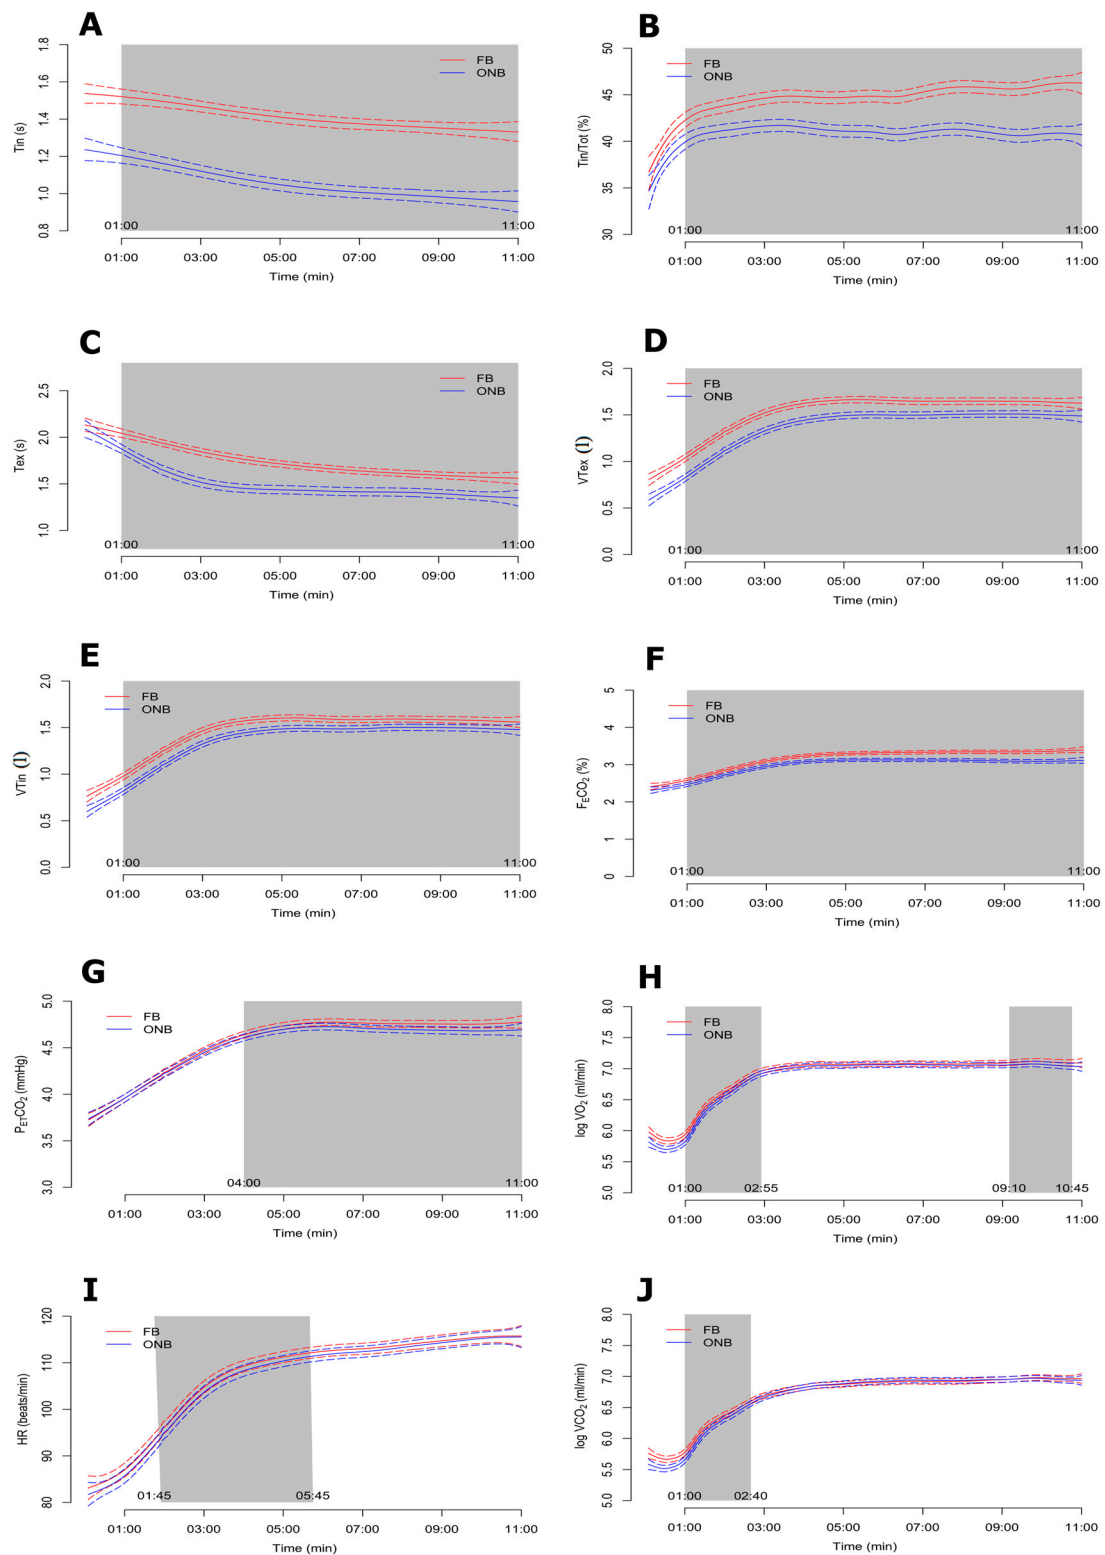 A
Tin (s)
1.8
1.6
1.4
1.2
1.0
0.8
FB
ONB
01:00
11:00
01:00 03:00 05:00 07:00 09:00 11:00
Time (min)
B
Tin/Tot (%)
50
45
40
35
30
FB
ONB
01:00
11:00
01:00 03:00 05:00 07:00 09:00 11:00
Time (min)
C
Tex (s)
2.5
2.0
1.5
1.0
FB
ONB
01:00
11:00
01:00 03:00 05:00 07:00 09:00 11:00
Time (min)
D
VTex (l)
2.0
1.5
1.0
0.5
0.0
FB
ONB
01:00
11:00
01:00 03:00 05:00 07:00 09:00 11:00
Time (min)
E
VTin (l)
2.0
1.5
1.0
0.5
0.0
FB
ONB
01:00
11:00
01:00 03:00 05:00 07:00 09:00 11:00
Time (min)
F
FECO2 (%)
5
4
3
2
1
0
FB
ONB
01:00
11:00
01:00 03:00 05:00 07:00 09:00 11:00
Time (min)
G
PETCO2 (mmHg)
5.0
4.5
4.0
3.5
3.0
FB
ONB
04:00
11:00
01:00 03:00 05:00 07:00 09:00 11:00
Time (min)
H
log VO2 (ml/min)
8.0
7.5
7.0
6.5
6.0
5.5
5.0
FB
ONB
01:00
02:55
09:10
10:45
01:00 03:00 05:00 07:00 09:00 11:00
Time (min)
I
HR (beats/min)
120
110
100
90
80
FB
ONB
01:45
05:45
01:00 03:00 05:00 07:00 09:00 11:00
Time (min)
J
log VCO2 (ml/min)
8.0
7.5
7.0
6.5
6.0
5.5
5.0
FB
ONB
01:00
02:40
01:00 03:00 05:00 07:00 09:00 11:00
Time (min)